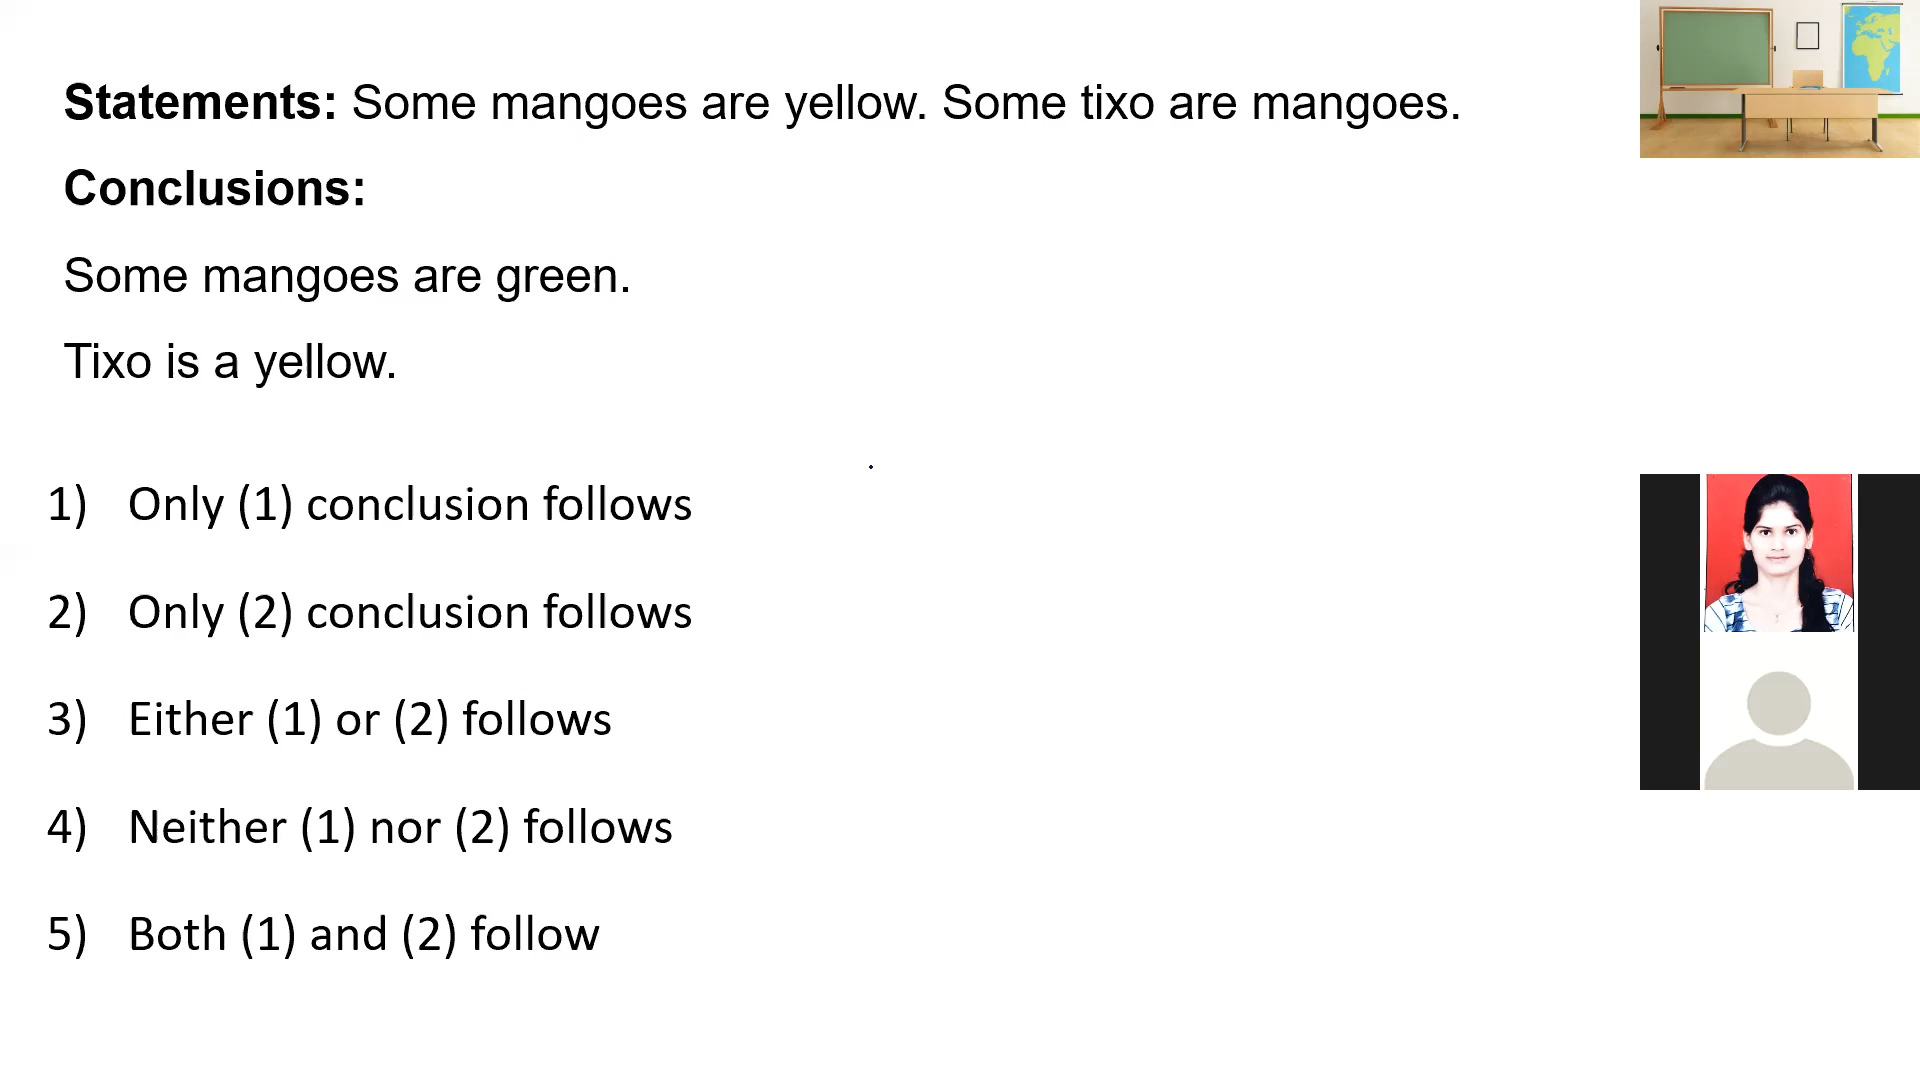 Statements: Some mangoes are yellow. Some tixo are mangoes.
Conclusions:
Some mangoes are green.
Tixo is a yellow.
1) Only (1) conclusion follows
2) Only (2) conclusion follows
3) Either (1) or (2) follows
4) Neither (1) nor (2) follows
5) Both (1) and (2) follow